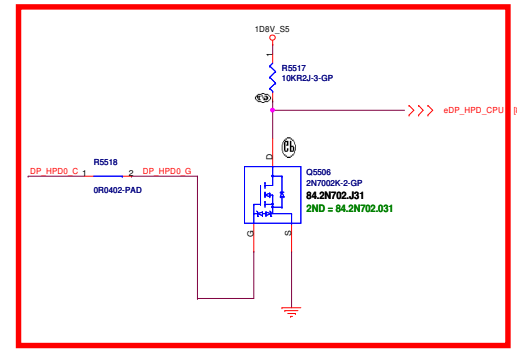 1D8V_S5
1
R5517
10KR2J-3-GP
eDP_HPD_CPU
D
Q5506
2N7002K-2-GP
84.2N702.J31
2ND = 84.2N702.031
R5518
DP_HPD0_C 1 2 DP_HPD0_G
0R0402-PAD
G S